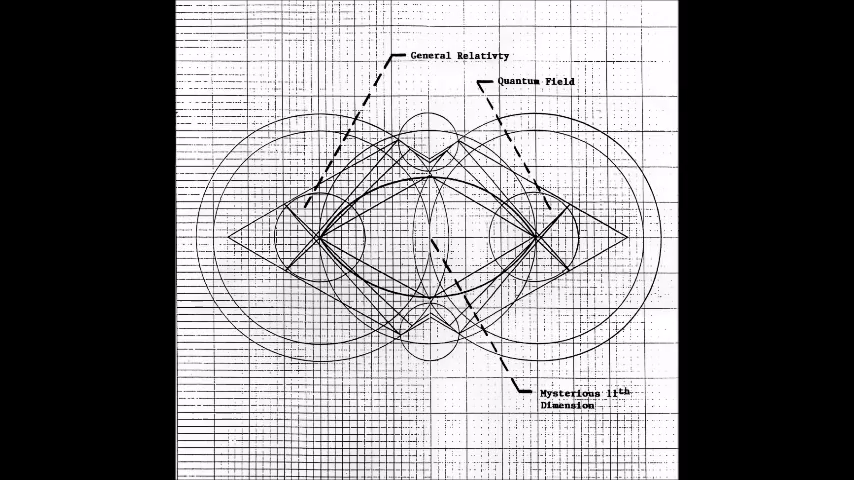 General Relativty
Quantum Field
Mysterious 11th
Dimension